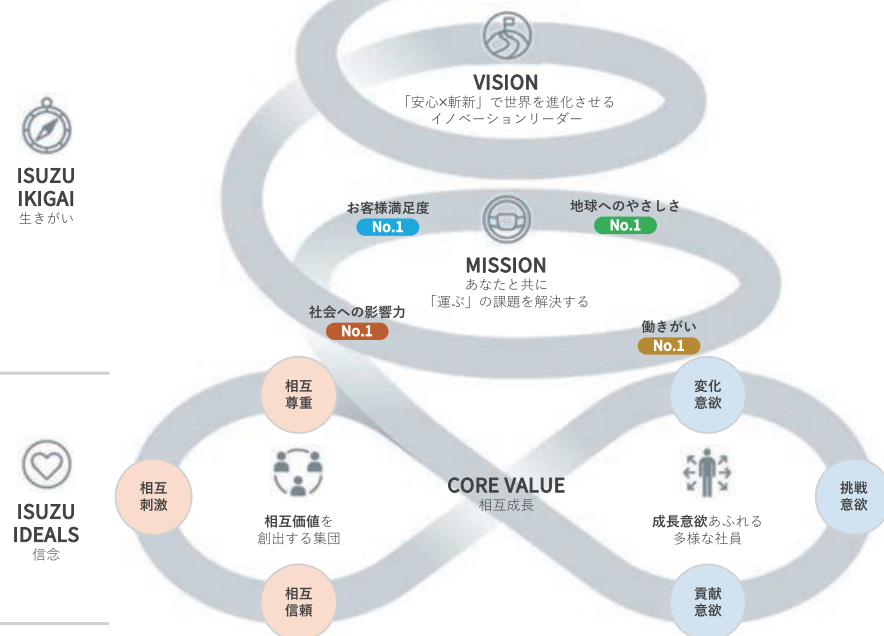 VISION
「安心×斬新」で世界を進化させる
イノベーションリーダー
ISUZU
IKIGAI
生きがい
お客様満足度
No.1
地球へのやさしさ
No.1
MISSION
あなたと共に
「運ぶ」の課題を解決する
社会への影響力
No.1
働きがい
No.1
相互
尊重
変化
意欲
ISUZU
IDEALS
信念
相互
刺激
相互価値を
創出する集団
CORE VALUE
相互成長
成長意欲あふれる
多様な社員
挑戦
意欲
相互
信頼
貢献
意欲